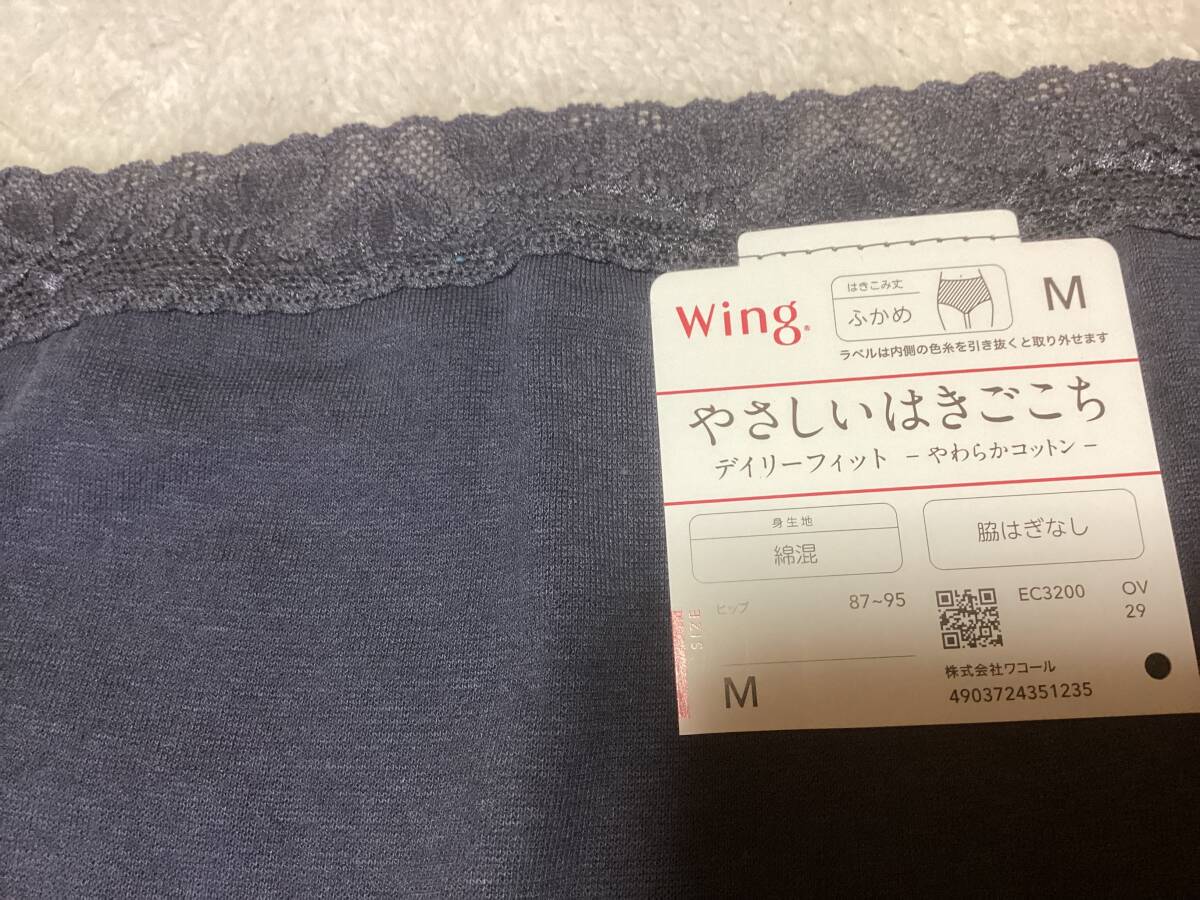 Wing®
はきこみ丈
ふかめ
M
ラベルは内側の色糸を引き抜くと取り外せます
やさしいはきごこち
デイリーフィット －やわらかコットン－
身生地
綿混
脇はぎなし
SIZE
ヒップ 87~95
M
EC3200 OV
29
株式会社ワコール
4903724351235